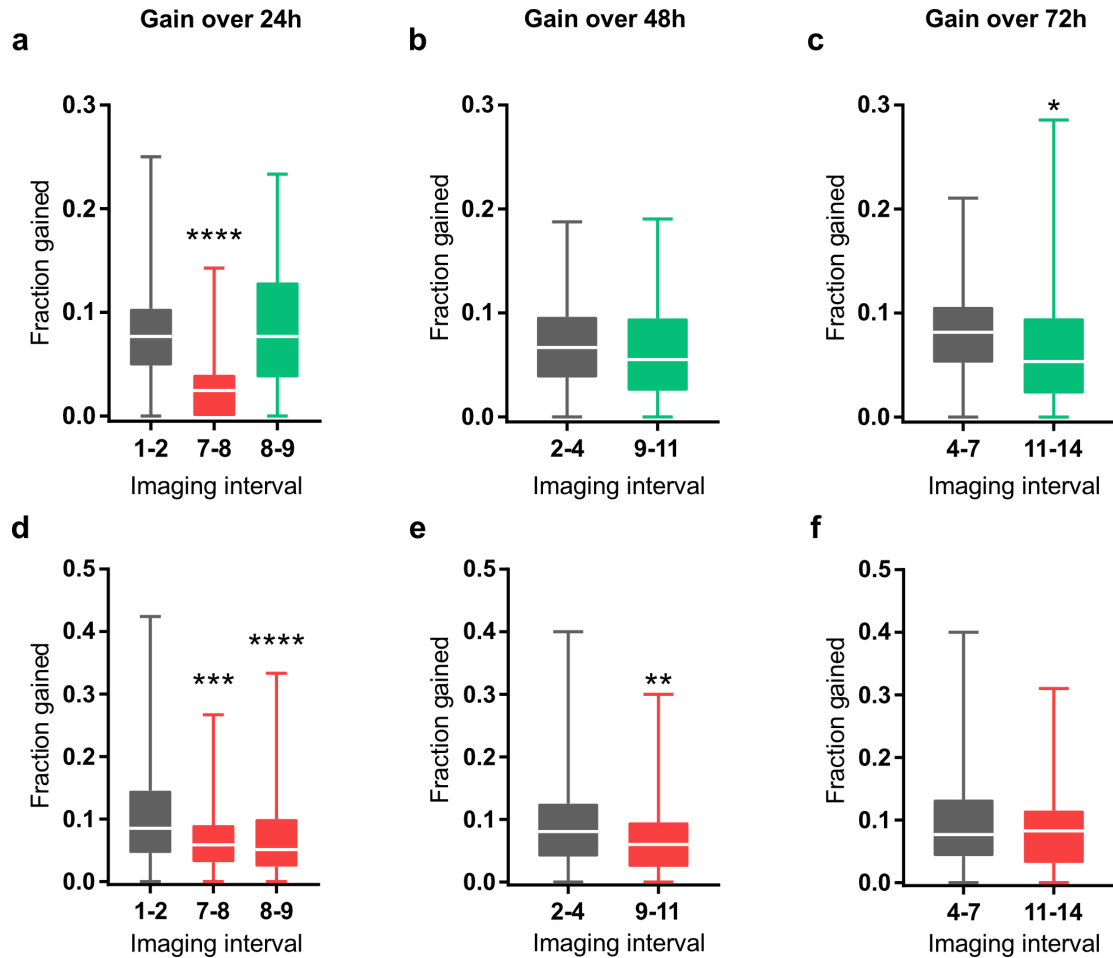 Gain over 24h
Gain over 48h
Gain over 72h
a
b
c
Fraction gained
0.3
0.2
0.1
0.0
****
1-2
7-8
8-9
Imaging interval
Fraction gained
0.3
0.2
0.1
0.0
2-4
9-11
Imaging interval
Fraction gained
0.3
0.2
0.1
0.0
*
4-7
11-14
Imaging interval
d
e
f
Fraction gained
0.5
0.4
0.3
0.2
0.1
0.0
***
****
1-2
7-8
8-9
Imaging interval
Fraction gained
0.5
0.4
0.3
0.2
0.1
0.0
**
2-4
9-11
Imaging interval
Fraction gained
0.5
0.4
0.3
0.2
0.1
0.0
4-7
11-14
Imaging interval